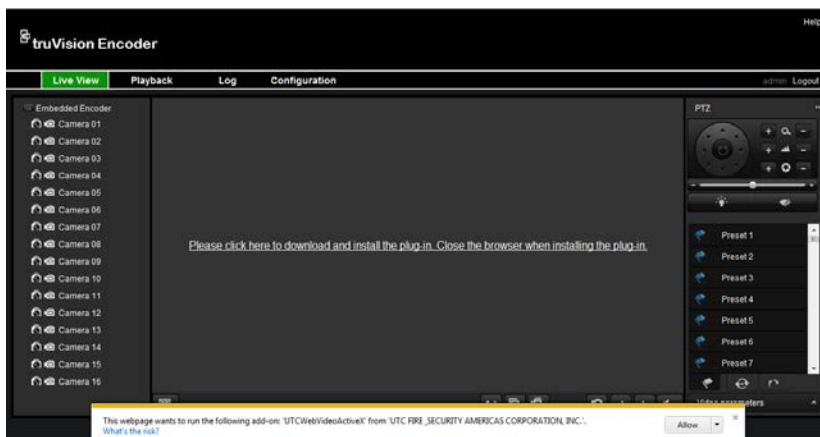 Help
truVision Encoder
Live View Playback Log Configuration admin Logout
Embedded Encoder
Camera 01
Camera 02
Camera 03
Camera 04
Camera 05
Camera 06
Camera 07
Camera 08
Camera 09
Camera 10
Camera 11
Camera 12
Camera 13
Camera 14
Camera 15
Camera 16
Please click here to download and install the plug-in. Close the browser when installing the plug-in.
PTZ
Preset 1
Preset 2
Preset 3
Preset 4
Preset 5
Preset 6
Preset 7
Video parameters
This webpage wants to run the following add-on: 'UTCWebVideoActiveX' from 'UTC FIRE ,SECURITY AMERICAS CORPORATION, INC.'.
What's the risk?
Allow